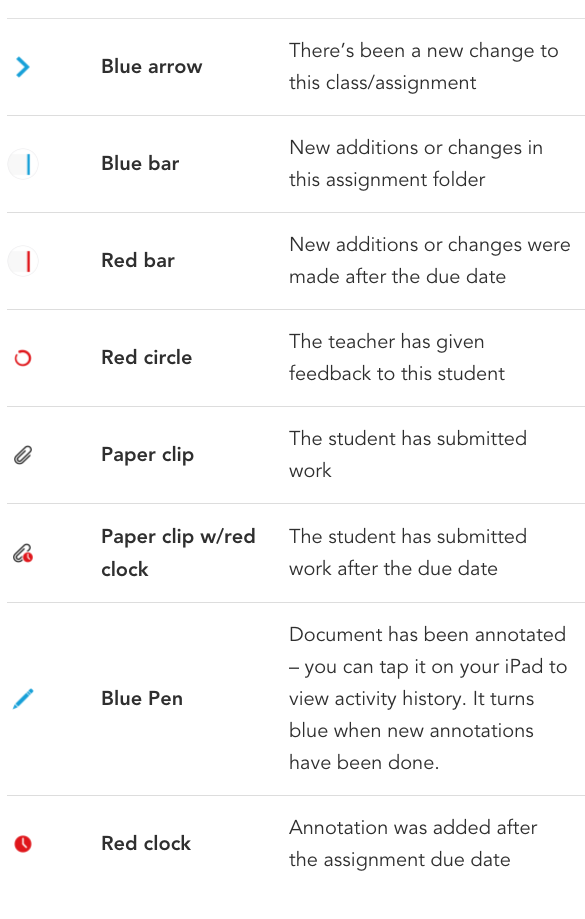 Blue arrow
There’s been a new change to
this class/assignment
Blue bar
New additions or changes in
this assignment folder
Red bar
New additions or changes were
made after the due date
Red circle
The teacher has given
feedback to this student
Paper clip
The student has submitted
work
Paper clip w/red
clock
The student has submitted
work after the due date
Blue Pen
Document has been annotated
– you can tap it on your iPad to
view activity history. It turns
blue when new annotations
have been done.
Red clock
Annotation was added after
the assignment due date